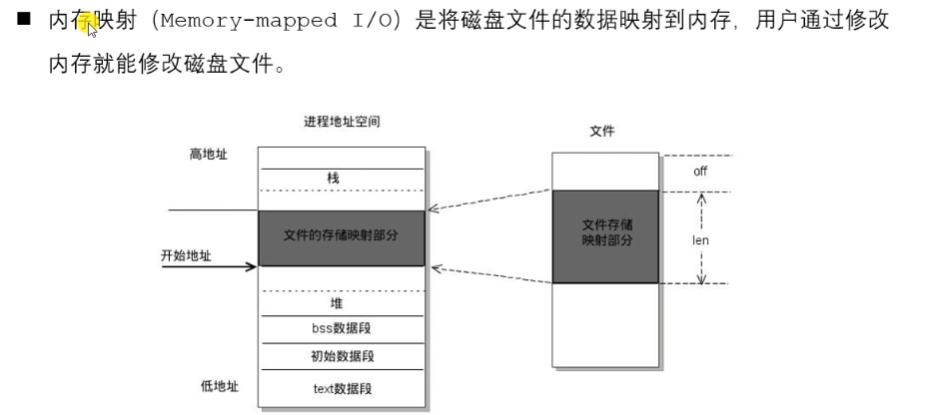 ■ 内存映射（Memory-mapped I/O）是将磁盘文件的数据映射到内存，用户通过修改
内存就能修改磁盘文件。
进程地址空间
文件
高地址
off
栈
文件的存储映射部分
文件存储
映射部分
len
开始地址
堆
bss数据段
初始数据段
低地址
text数据段